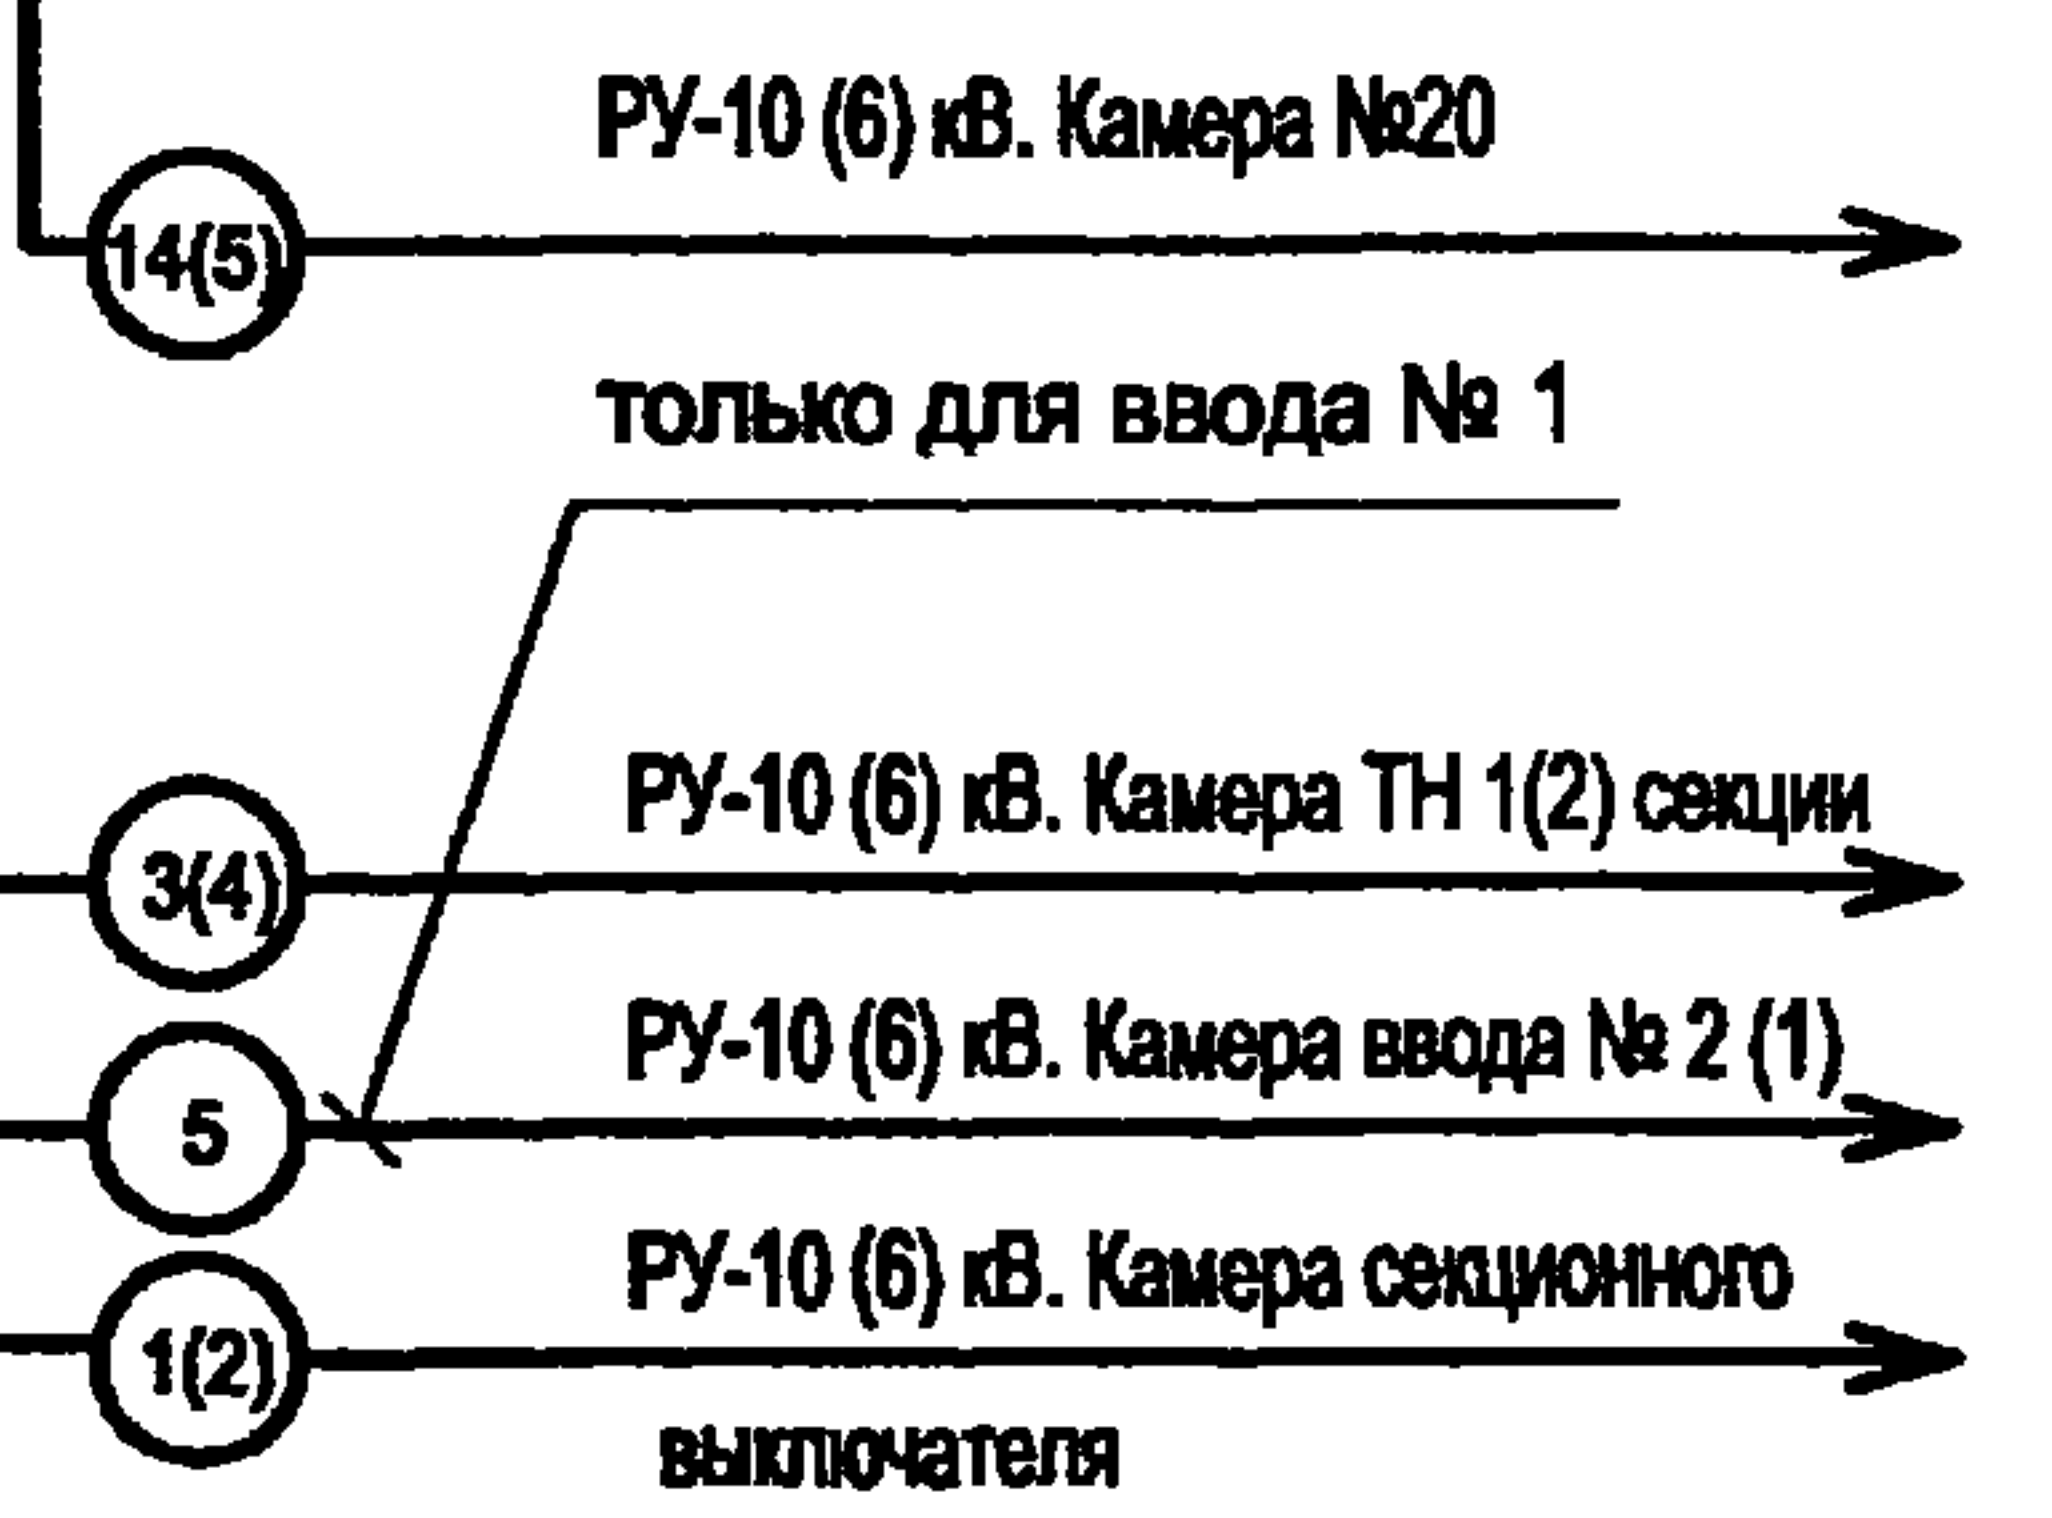 РУ-10 (6) кВ. Камера №20
14(5)
только для ввода № 1
РУ-10 (6) кВ. Камера ТН 1(2) секции
3(4)
РУ-10 (6) кВ. Камера ввода № 2 (1)
5
РУ-10 (6) кВ. Камера секционного
1(2)
выключателя